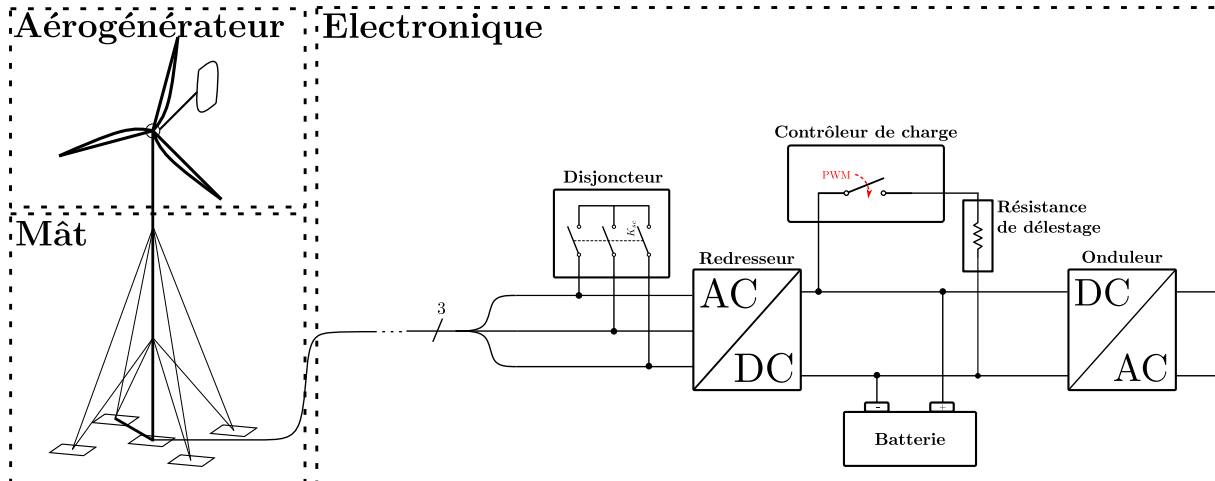 Aérogénérateur
Electronique
Mât
Contrôleur de charge
PWM
Disjoncteur
K_sc
Résistance
de délestage
Redresseur
Onduleur
3
AC
DC
DC
AC
- +
Batterie